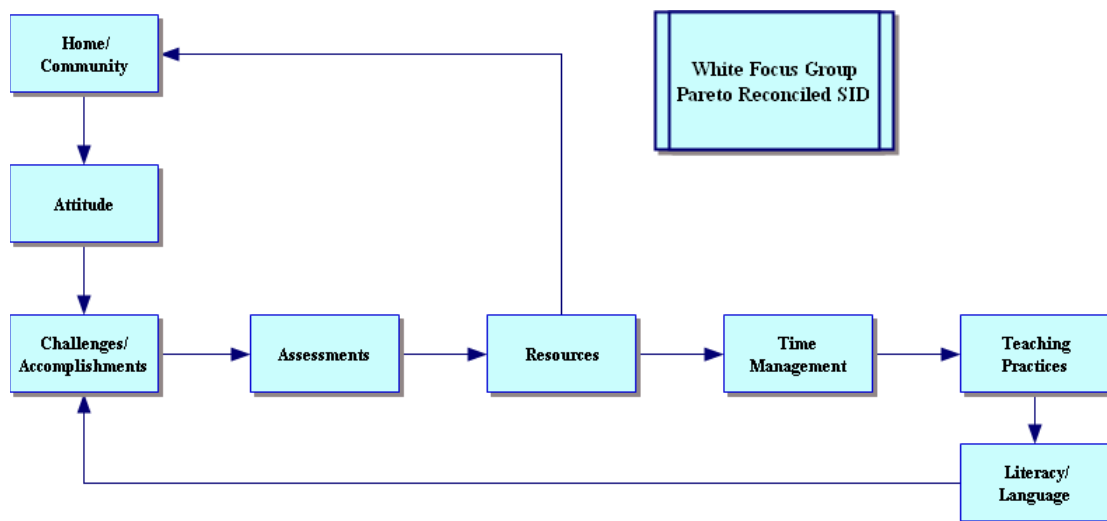 Home/
Community
White Focus Group
Pareto Reconciled SID
Attitude
Challenges/
Accomplishments
Assessments
Resources
Time
Management
Teaching
Practices
Literacy/
Language